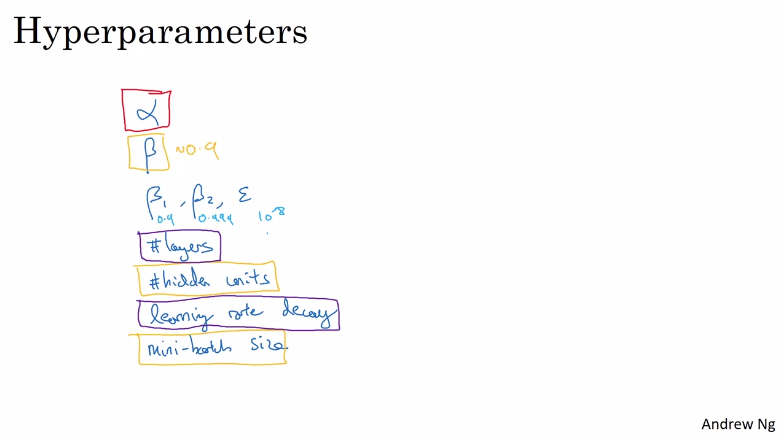 Hyperparameters
α
β ~0.9
β₁, β₂, ε
0.9 0.999 10⁻⁸
#layers
#hidden units
learning rate decay
mini-batch size
Andrew Ng